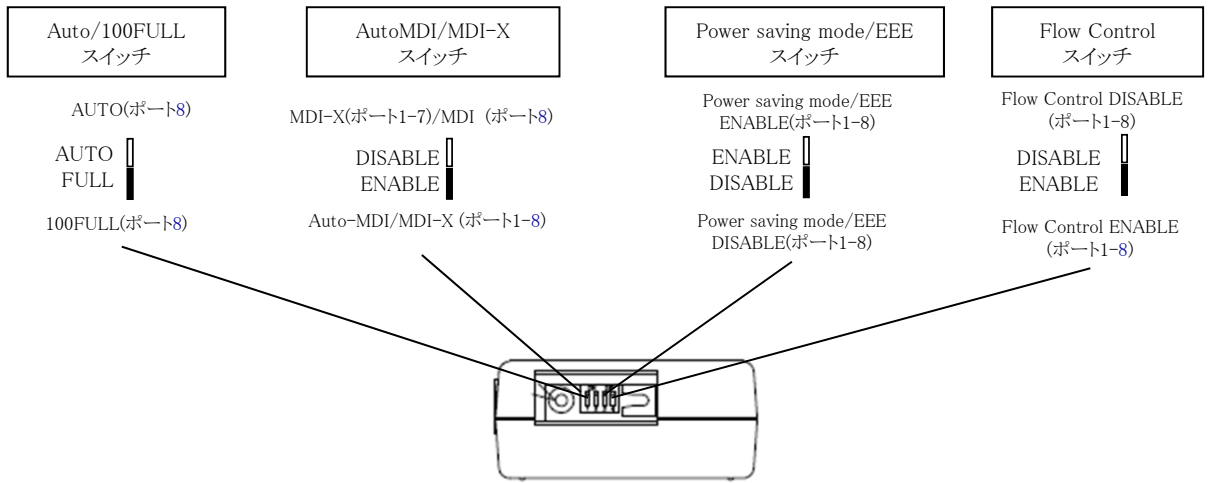 Auto/100FULL
スイッチ
AUTO(ポート8)
AUTO
FULL
100FULL(ポート8)
AutoMDI/MDI-X
スイッチ
MDI-X(ポート1-7)/MDI (ポート8)
DISABLE
ENABLE
Auto-MDI/MDI-X (ポート1-8)
Power saving mode/EEE
スイッチ
Power saving mode/EEE
ENABLE(ポート1-8)
ENABLE
DISABLE
Power saving mode/EEE
DISABLE(ポート1-8)
Flow Control
スイッチ
Flow Control DISABLE
(ポート1-8)
DISABLE
ENABLE
Flow Control ENABLE
(ポート1-8)